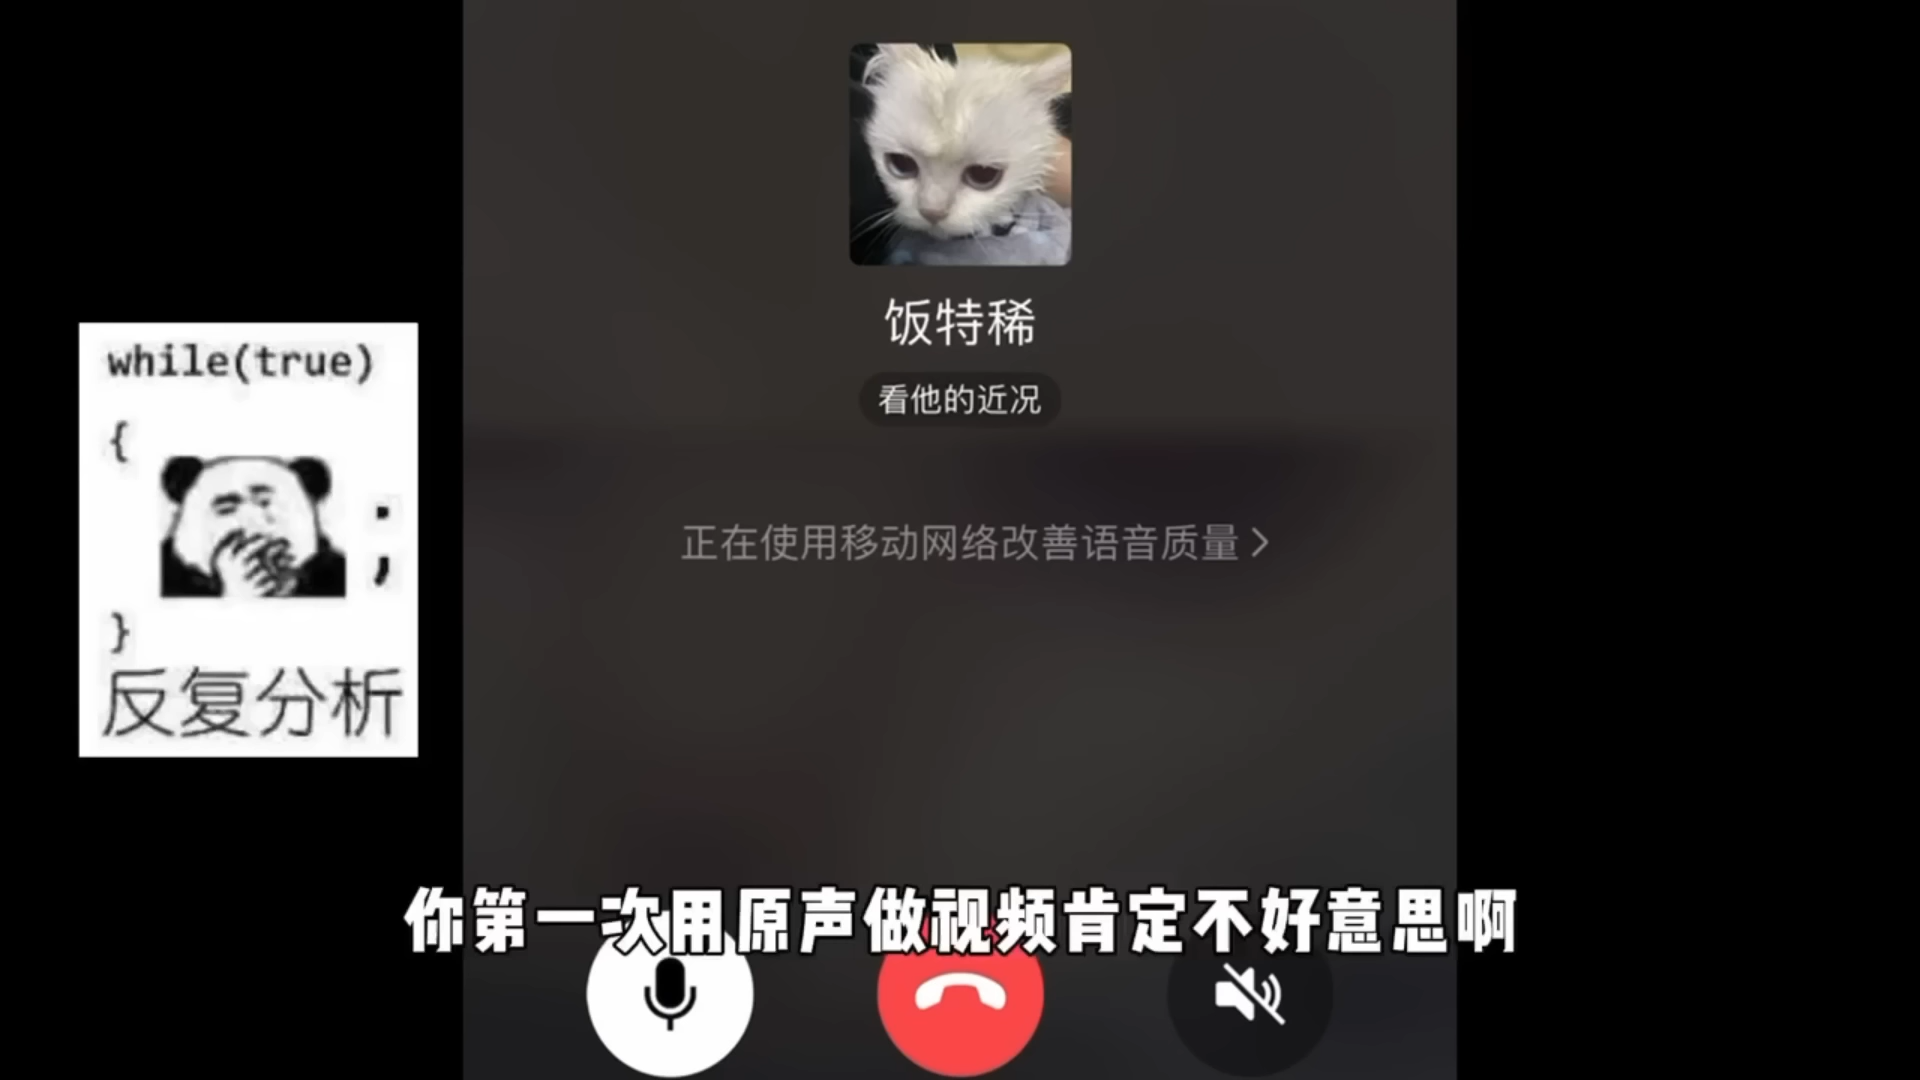 饭特稀
看他的近况
正在使用移动网络改善语音质量
while(true)
{
;
}
反复分析
你第一次用原声做视频肯定不好意思啊